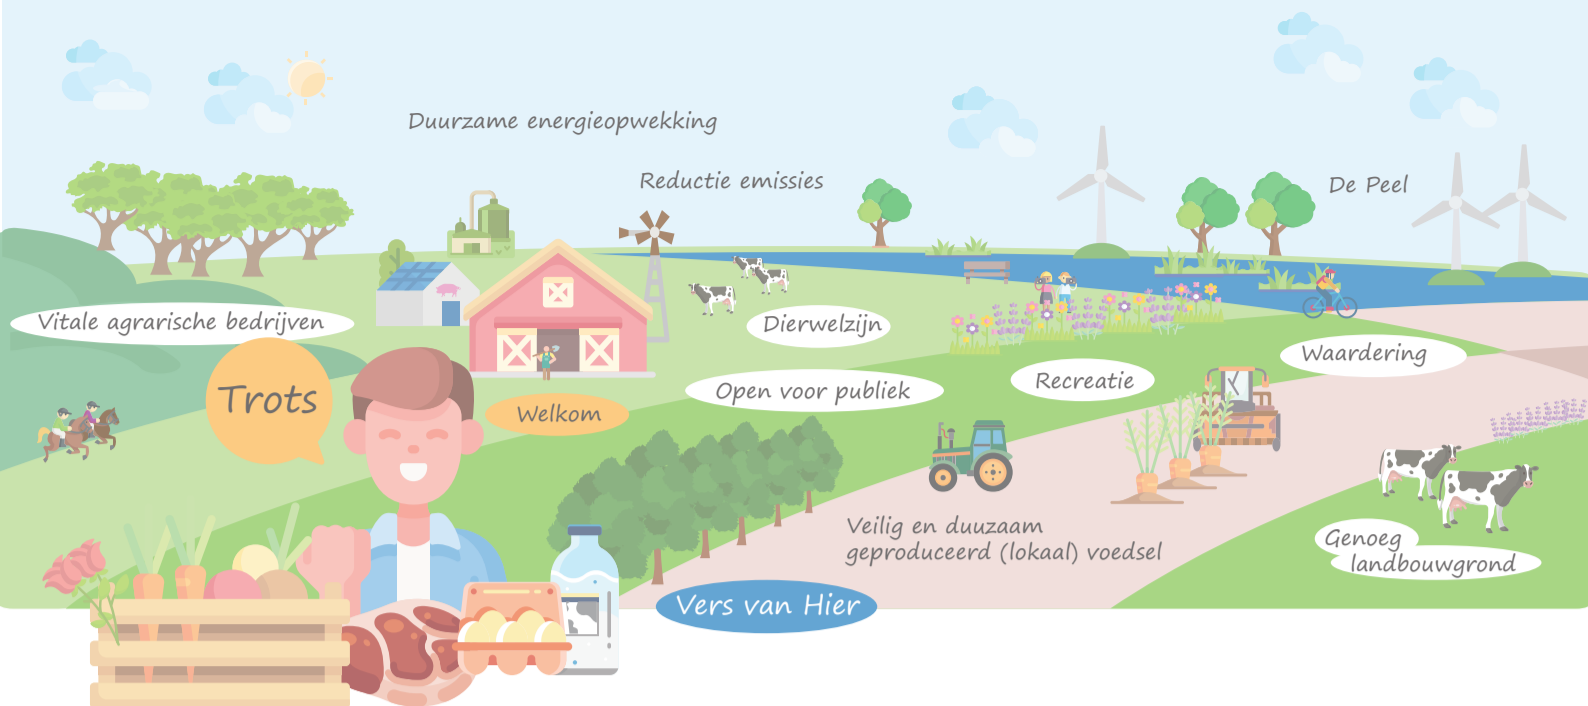 Duurzame energieopwekking
Reductie emissies
De Peel
Vitale agrarische bedrijven
Dierwelzijn
Waardering
Trots
Welkom
Open voor publiek
Recreatie
Veilig en duuzaam
geproduceerd (lokaal) voedsel
Genoeg
landbouwgrond
Vers van Hier